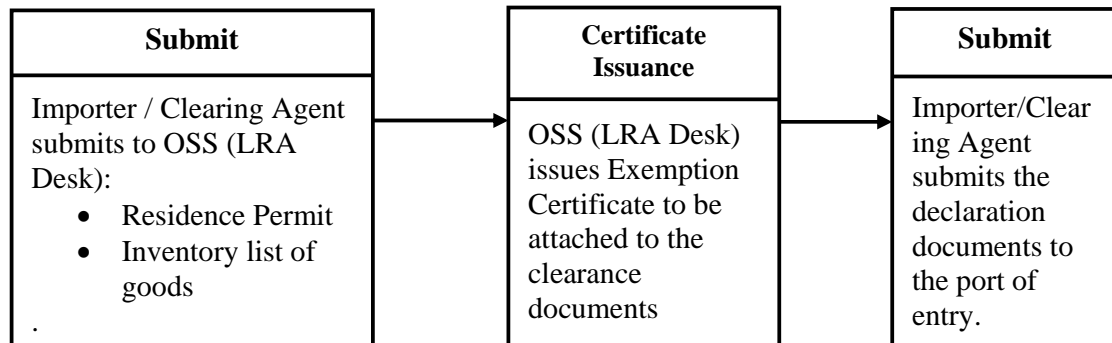 Submit
Importer / Clearing Agent
submits to OSS (LRA
Desk):
• Residence Permit
• Inventory list of
goods
.
Certificate
Issuance
OSS (LRA Desk)
issues Exemption
Certificate to be
attached to the
clearance
documents
Submit
Importer/Clear
ing Agent
submits the
declaration
documents to
the port of
entry.